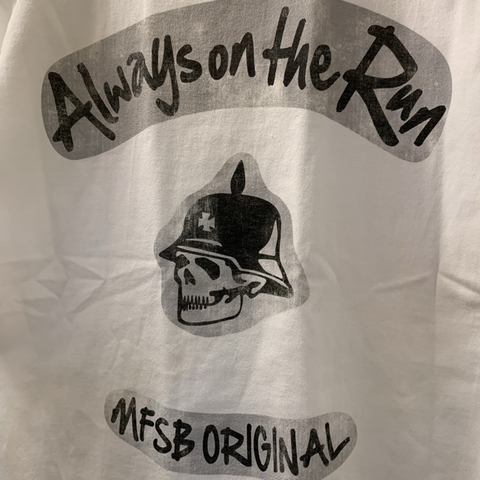 Always on the Run
MFSB ORIGINAL